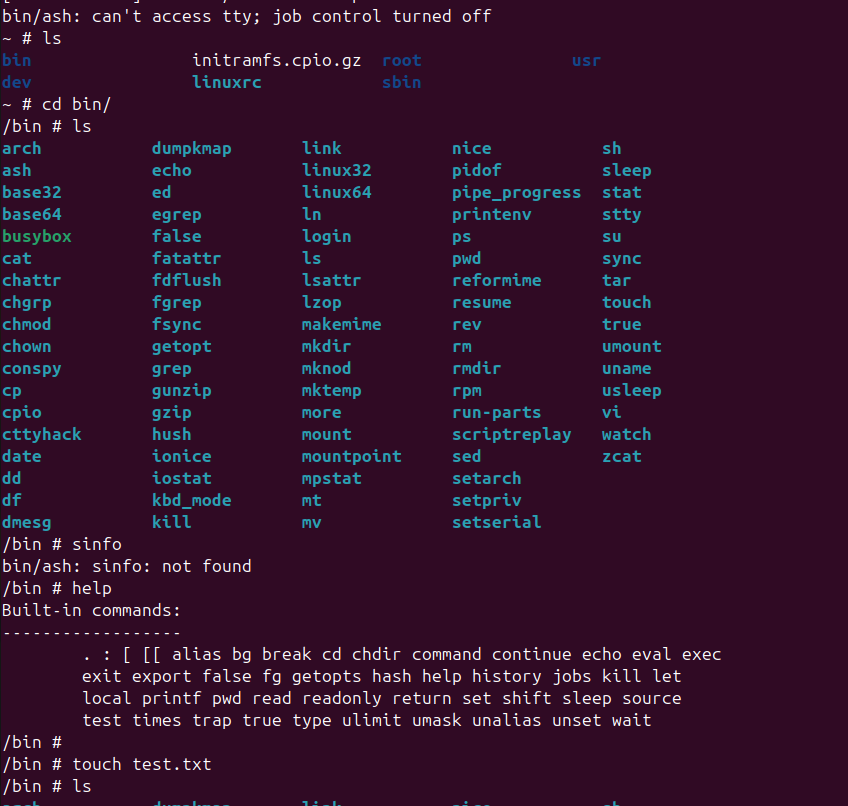 bin/ash: can't access tty; job control turned off
~ # ls
bin initramfs.cpio.gz root usr
dev linuxrc sbin
~ # cd bin/
/bin # ls
arch dumpkmap link nice sh
ash echo linux32 pidof sleep
base32 ed linux64 pipe_progress stat
base64 egrep ln printenv stty
busybox false login ps su
cat fatattr ls pwd sync
chattr fdflush lsattr reformime tar
chgrp fgrep lzop resume touch
chmod fsync makemime rev true
chown getopt mkdir rm umount
conspy grep mknod rmdir uname
cp gunzip mktemp rpm usleep
cpio gzip more run-parts vi
cttyhack hush mount scriptreplay watch
date ionice mountpoint sed zcat
dd iostat mpstat setarch
df kbd_mode mt setpriv
dmesg kill mv setserial
/bin # sinfo
bin/ash: sinfo: not found
/bin # help
Built-in commands:
------------------
. : [ [[ alias bg break cd chdir command continue echo eval exec
exit export false fg getopts hash help history jobs kill let
local printf pwd read readonly return set shift sleep source
test times trap true type ulimit umask unalias unset wait
/bin #
/bin # touch test.txt
/bin # ls